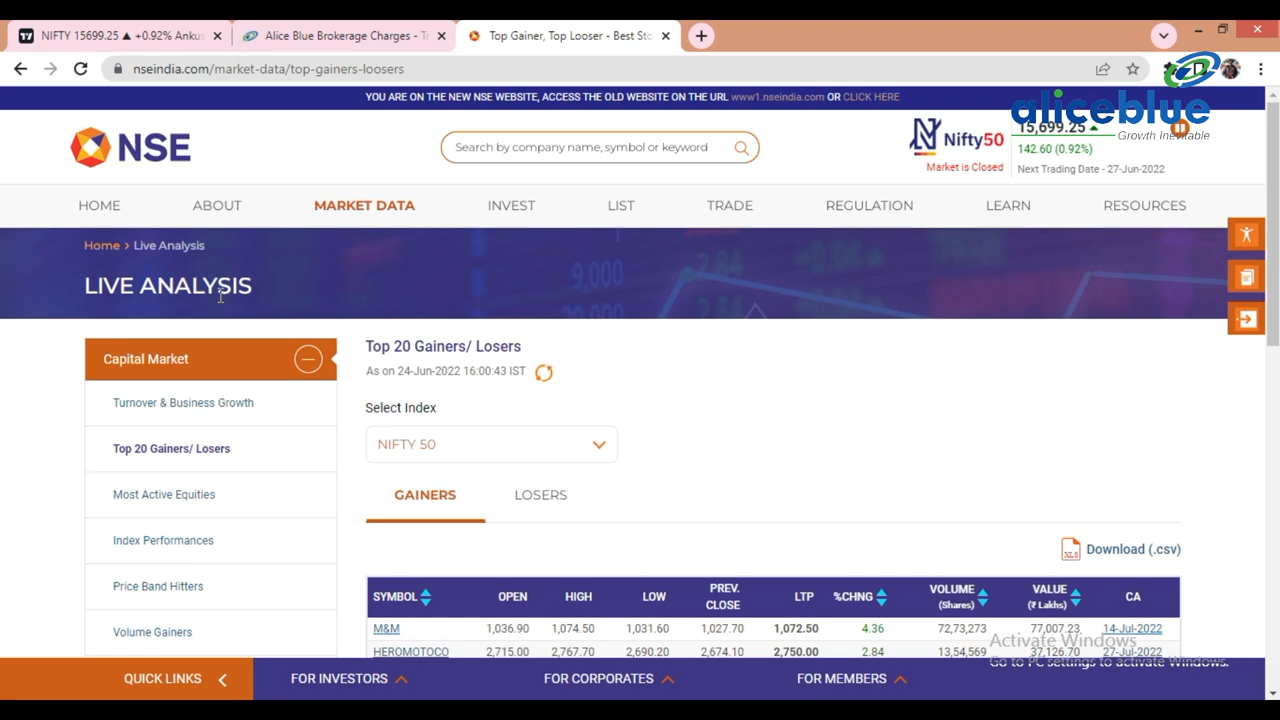 NIFTY 15699.25 ▲ +0.92% Anku
Alice Blue Brokerage Charges - T
Top Gainer, Top Looser - Best Sto
nseindia.com/market-data/top-gainers-loosers
YOU ARE ON THE NEW NSE WEBSITE, ACCESS THE OLD WEBSITE ON THE URL www1.nseindia.com OR CLICK HERE
aliceblue
Growth Inevitable
NSE
Search by company name, symbol or keyword
Nifty50
15,699.25
142.60 (0.92%)
Market is Closed
Next Trading Date - 27-Jun-2022
HOME ABOUT MARKET DATA INVEST LIST TRADE REGULATION LEARN RESOURCES
Home > Live Analysis
LIVE ANALYSIS
Capital Market
Turnover & Business Growth
Top 20 Gainers/ Losers
Most Active Equities
Index Performances
Price Band Hitters
Volume Gainers
Top 20 Gainers/ Losers
As on 24-Jun-2022 16:00:43 IST
Select Index
NIFTY 50
GAINERS LOSERS
XLS Download (.csv)
SYMBOL OPEN HIGH LOW PREV. CLOSE LTP %CHNG VOLUME (Shares) VALUE (₹ Lakhs) CA
M&M 1,036.90 1,074.50 1,031.60 1,027.70 1,072.50 4.36 72,73,273 77,007.23 14-Jul-2022
HEROMOTOCO 2,715.00 2,767.70 2,690.20 2,674.10 2,750.00 2.84 13,54,569 37,126.70 27-Jul-2022
Activate Windows
Go to PC settings to activate Windows.
QUICK LINKS FOR INVESTORS FOR CORPORATES FOR MEMBERS